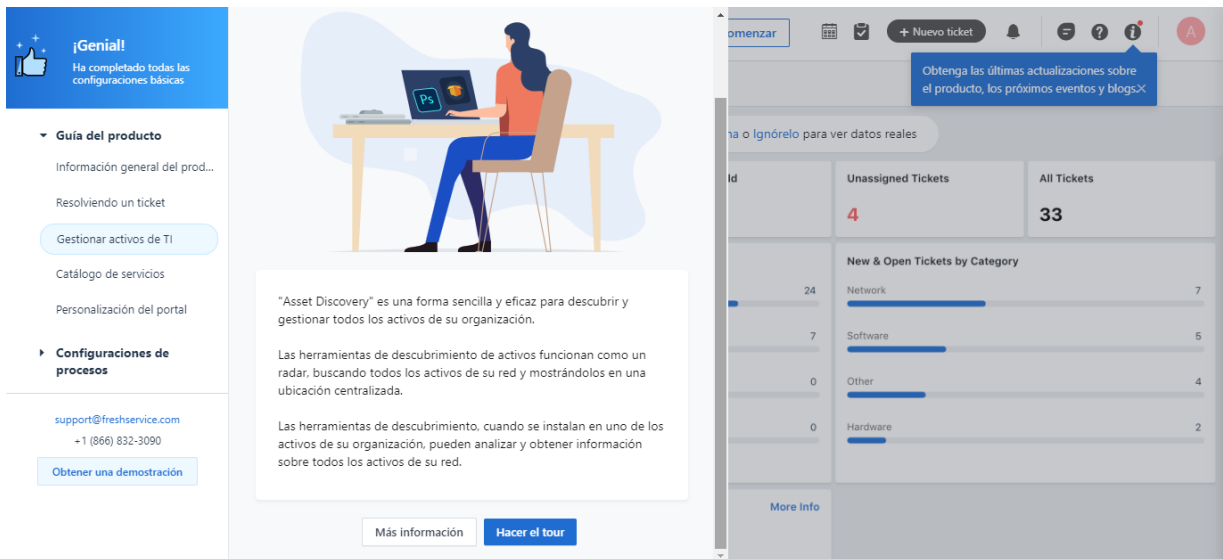 ¡Genial!
Ha completado todas las
configuraciones básicas
Guía del producto
Información general del prod...
Resolviendo un ticket
Gestionar activos de TI
Catálogo de servicios
Personalización del portal
Configuraciones de
procesos
support@freshservice.com
+1 (866) 832-3090
Obtener una demostración
Ps
"Asset Discovery" es una forma sencilla y eficaz para descubrir y
gestionar todos los activos de su organización.
Las herramientas de descubrimiento de activos funcionan como un
radar, buscando todos los activos de su red y mostrándolos en una
ubicación centralizada.
Las herramientas de descubrimiento, cuando se instalan en uno de los
activos de su organización, pueden analizar y obtener información
sobre todos los activos de su red.
Más información
Hacer el tour
omenzar
+ Nuevo ticket
A
Obtenga las últimas actualizaciones sobre
el producto, los próximos eventos y blogs.
o Ignórelo para ver datos reales
ld
Unassigned Tickets
4
All Tickets
33
24
7
0
0
New & Open Tickets by Category
Network 7
Software 5
Other 4
Hardware 2
More Info